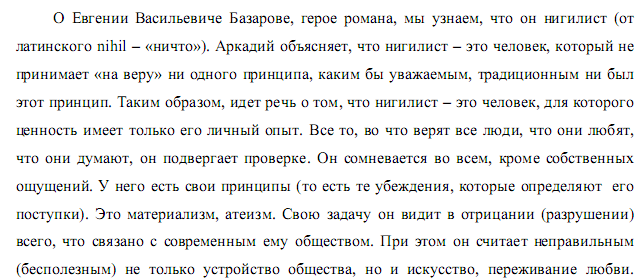 О Евгении Васильевиче Базарове, герое романа, мы узнаем, что он нигилист (от
латинского nihil – «ничто»). Аркадий объясняет, что нигилист – это человек, который не
принимает «на веру» ни одного принципа, каким бы уважаемым, традиционным ни был
этот принцип. Таким образом, идет речь о том, что нигилист – это человек, для которого
ценность имеет только его личный опыт. Все то, во что верят все люди, что они любят,
что они думают, он подвергает проверке. Он сомневается во всем, кроме собственных
ощущений. У него есть свои принципы (то есть те убеждения, которые определяют его
поступки). Это материализм, атеизм. Свою задачу он видит в отрицании (разрушении)
всего, что связано с современным ему обществом. При этом он считает неправильным
(бесполезным) не только устройство общества, но и искусство, переживание любви.